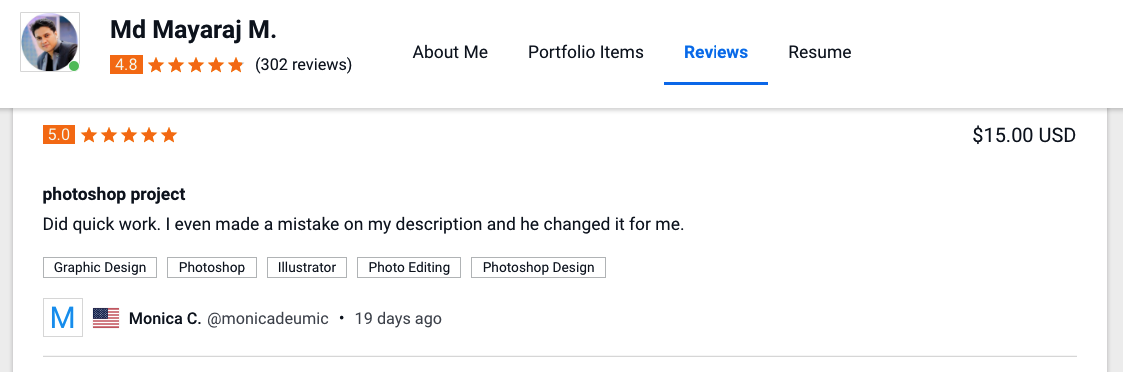 Md Mayaraj M.
4.8 (302 reviews)
About Me Portfolio Items Reviews Resume
5.0 $15.00 USD
photoshop project
Did quick work. I even made a mistake on my description and he changed it for me.
Graphic Design Photoshop Illustrator Photo Editing Photoshop Design
M Monica C. @monicadeumic • 19 days ago